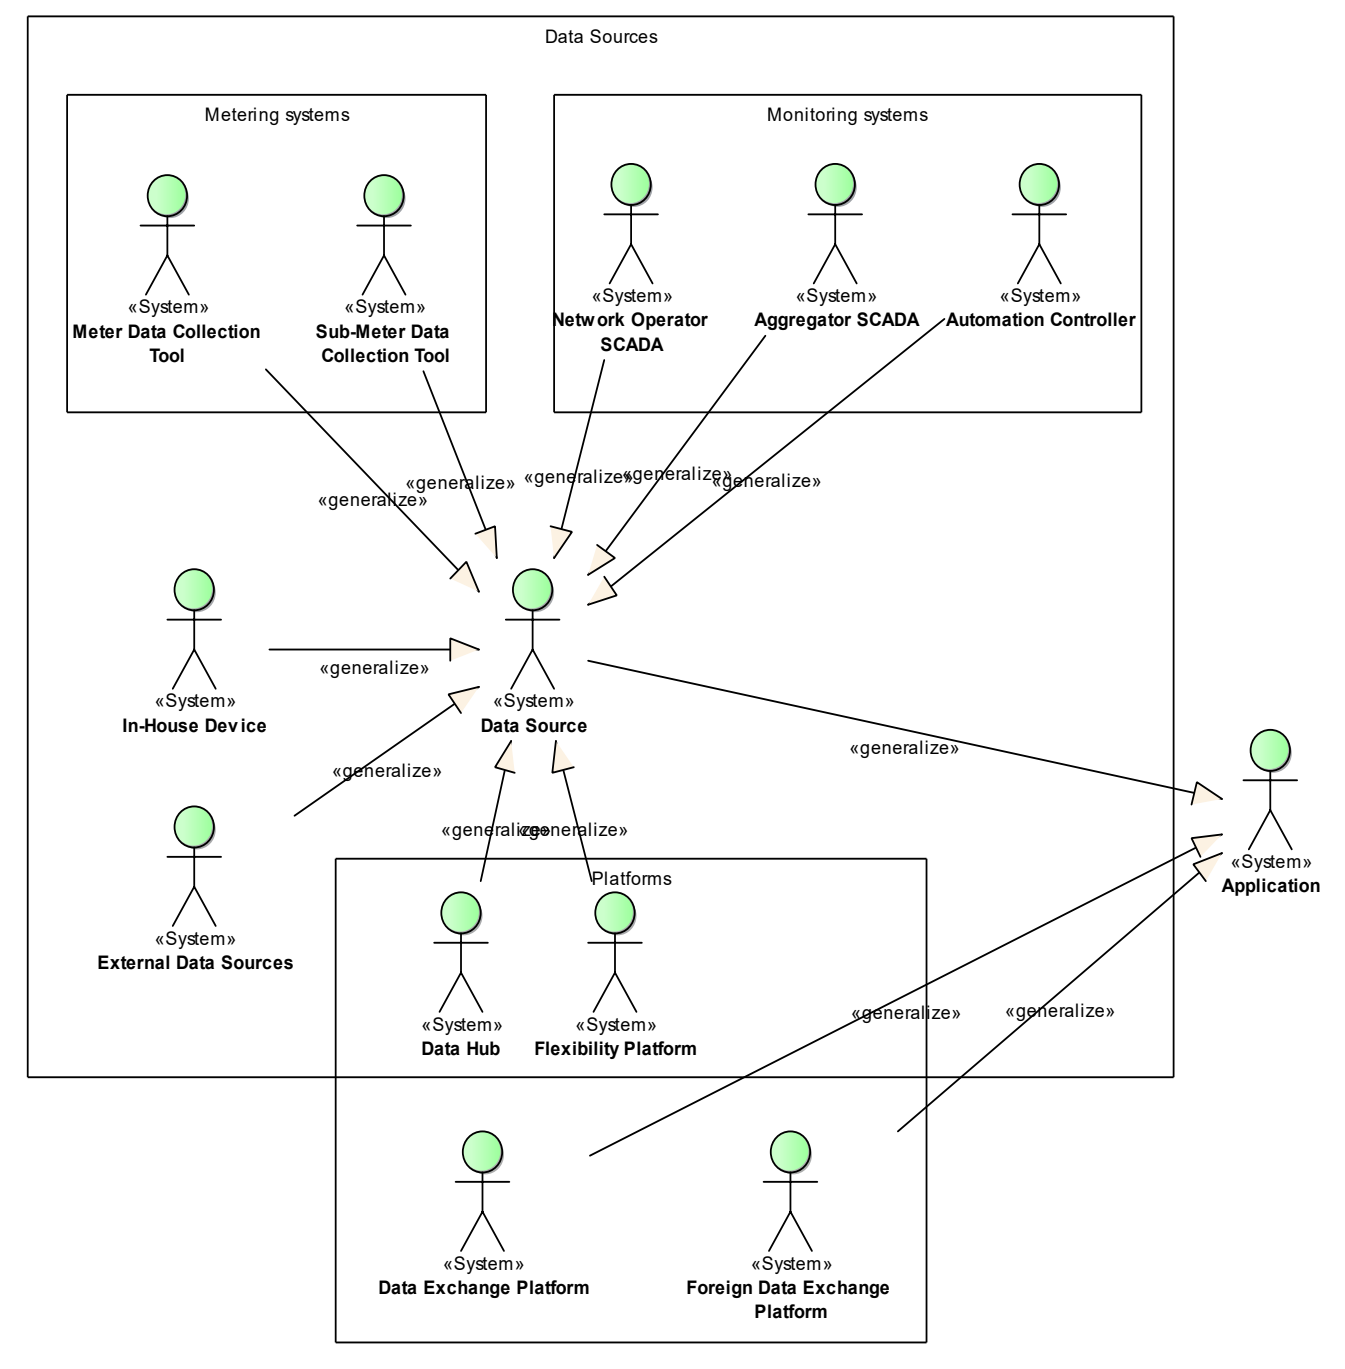 Data Sources
Metering systems
Monitoring systems
«System»
Meter Data Collection
Tool
«System»
Sub-Meter Data
Collection Tool
«System»
Network Operator
SCADA
«System»
Aggregator SCADA
«System»
Automation Controller
«generalize»
«generalize»
«generalize»
«generalize»
«generalize»
«System»
In-House Device
«generalize»
«System»
Data Source
«generalize»
«generalize»
«System»
Application
«System»
External Data Sources
«generalize»
«generalize»
Platforms
«System»
Data Hub
«System»
Flexibility Platform
«generalize»
«generalize»
«System»
Data Exchange Platform
«System»
Foreign Data Exchange
Platform